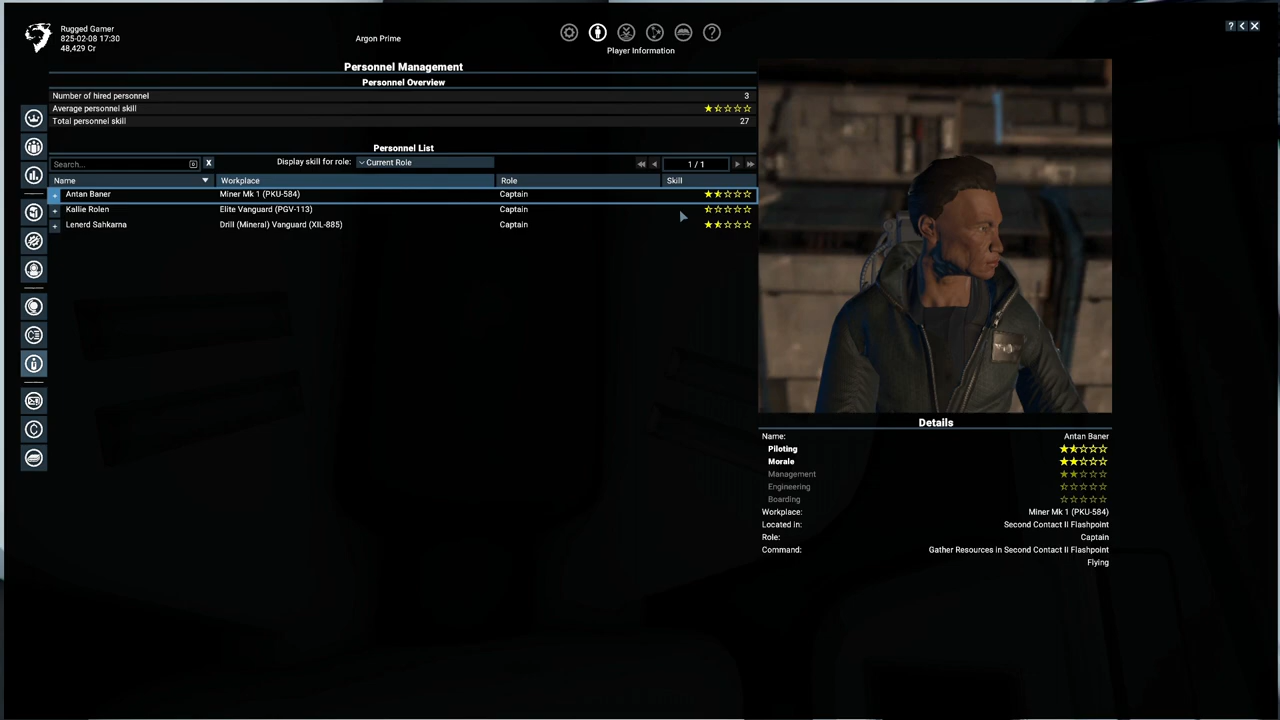 Rugged Gamer
825-02-08 17:30
48,429 Cr
Argon Prime
Player Information
? < X
Personnel Management
Personnel Overview
Number of hired personnel 3
Average personnel skill
Total personnel skill 27
Personnel List
Search... x Display skill for role: Current Role 1 / 1
Name Workplace Role Skill
+ Antan Baner Miner Mk 1 (PKU-584) Captain
+ Kallie Rolen Elite Vanguard (PGV-113) Captain
+ Lenerd Sahkarna Drill (Mineral) Vanguard (XIL-885) Captain
Details
Name: Antan Baner
Piloting
Morale
Management
Engineering
Boarding
Workplace: Miner Mk 1 (PKU-584)
Located in: Second Contact II Flashpoint
Role: Captain
Command: Gather Resources in Second Contact II Flashpoint
Flying